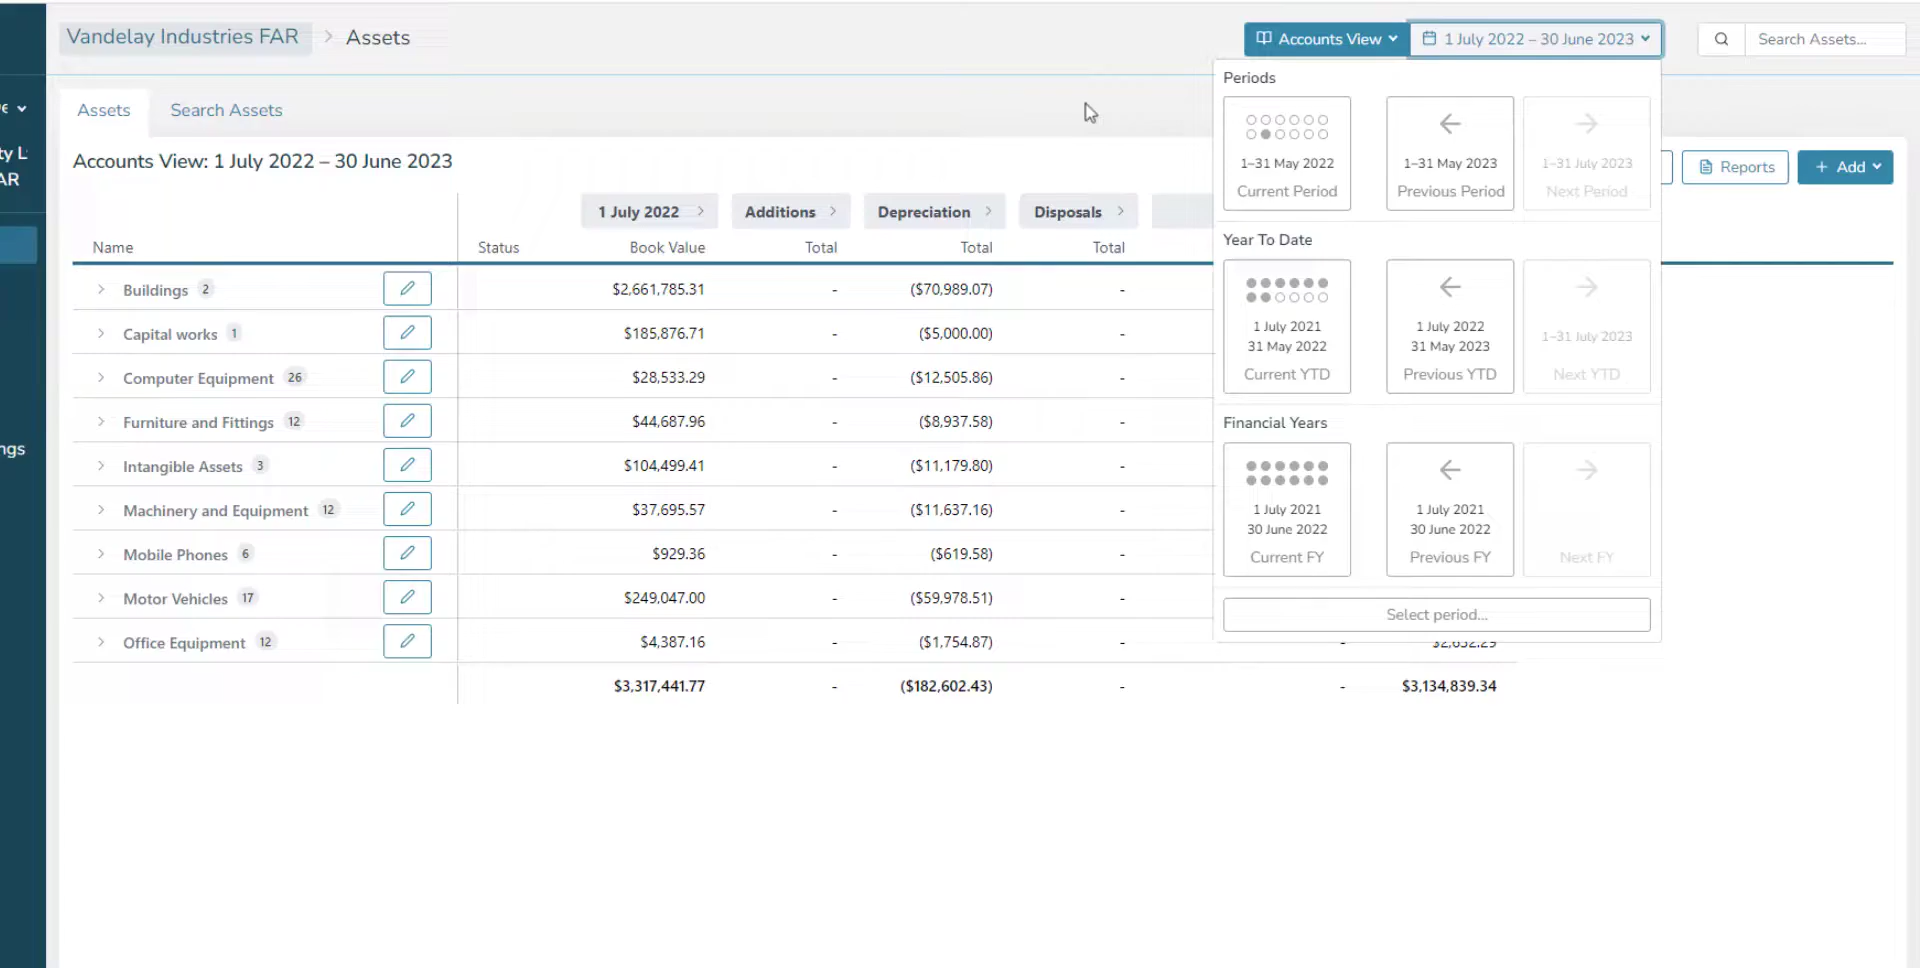 Vandelay Industries FAR > Assets
Accounts View
1 July 2022 – 30 June 2023
Search Assets...
Assets
Search Assets
ty L
AR
ngs
Accounts View: 1 July 2022 – 30 June 2023
Reports
+ Add
1 July 2022 Additions Depreciation Disposals
Name Status Book Value Total Total Total
Buildings 2 $2,661,785.31 - ($70,989.07) -
Capital works 1 $185,876.71 - ($5,000.00) -
Computer Equipment 26 $28,533.29 - ($12,505.86) -
Furniture and Fittings 12 $44,687.96 - ($8,937.58) -
Intangible Assets 3 $104,499.41 - ($11,179.80) -
Machinery and Equipment 12 $37,695.57 - ($11,637.16) -
Mobile Phones 6 $929.36 - ($619.58) -
Motor Vehicles 17 $249,047.00 - ($59,978.51) -
Office Equipment 12 $4,387.16 - ($1,754.87) - - $2,632.29
$3,317,441.77 - ($182,602.43) - - $3,134,839.34
Periods
1–31 May 2022
Current Period
1–31 May 2023
Previous Period
1–31 July 2023
Next Period
Year To Date
1 July 2021
31 May 2022
Current YTD
1 July 2022
31 May 2023
Previous YTD
1–31 July 2023
Next YTD
Financial Years
1 July 2021
30 June 2022
Current FY
1 July 2021
30 June 2022
Previous FY
Next FY
Select period...